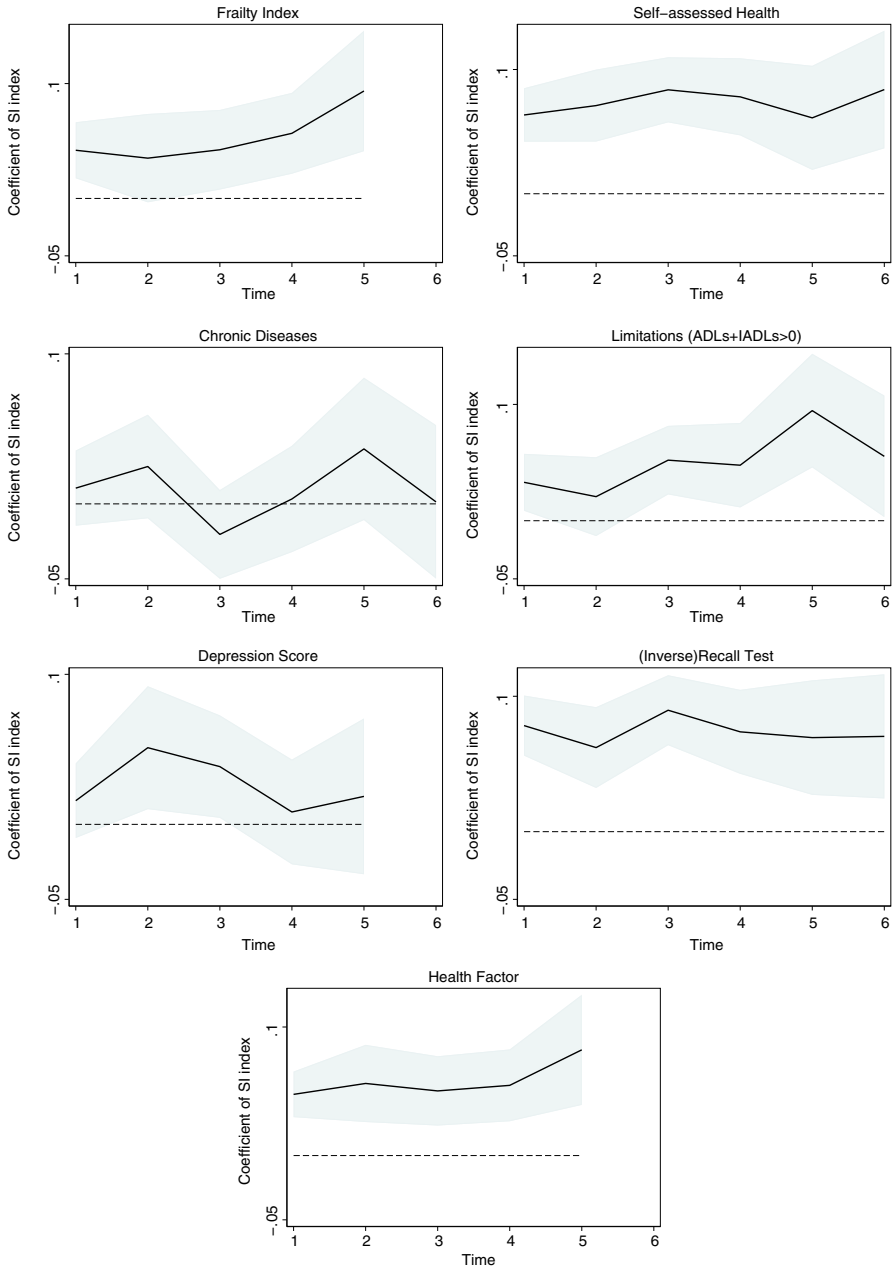 Frailty Index
Coefficient of SI index
.1
-.05
1 2 3 4 5 6
Time
Self-assessed Health
Coefficient of SI index
.1
-.05
1 2 3 4 5 6
Time
Chronic Diseases
Coefficient of SI index
.1
-.05
1 2 3 4 5 6
Time
Limitations (ADLs+IADLs>0)
Coefficient of SI index
.1
-.05
1 2 3 4 5 6
Time
Depression Score
Coefficient of SI index
.1
-.05
1 2 3 4 5 6
Time
(Inverse)Recall Test
Coefficient of SI index
.1
-.05
1 2 3 4 5 6
Time
Health Factor
Coefficient of SI index
.1
-.05
1 2 3 4 5 6
Time